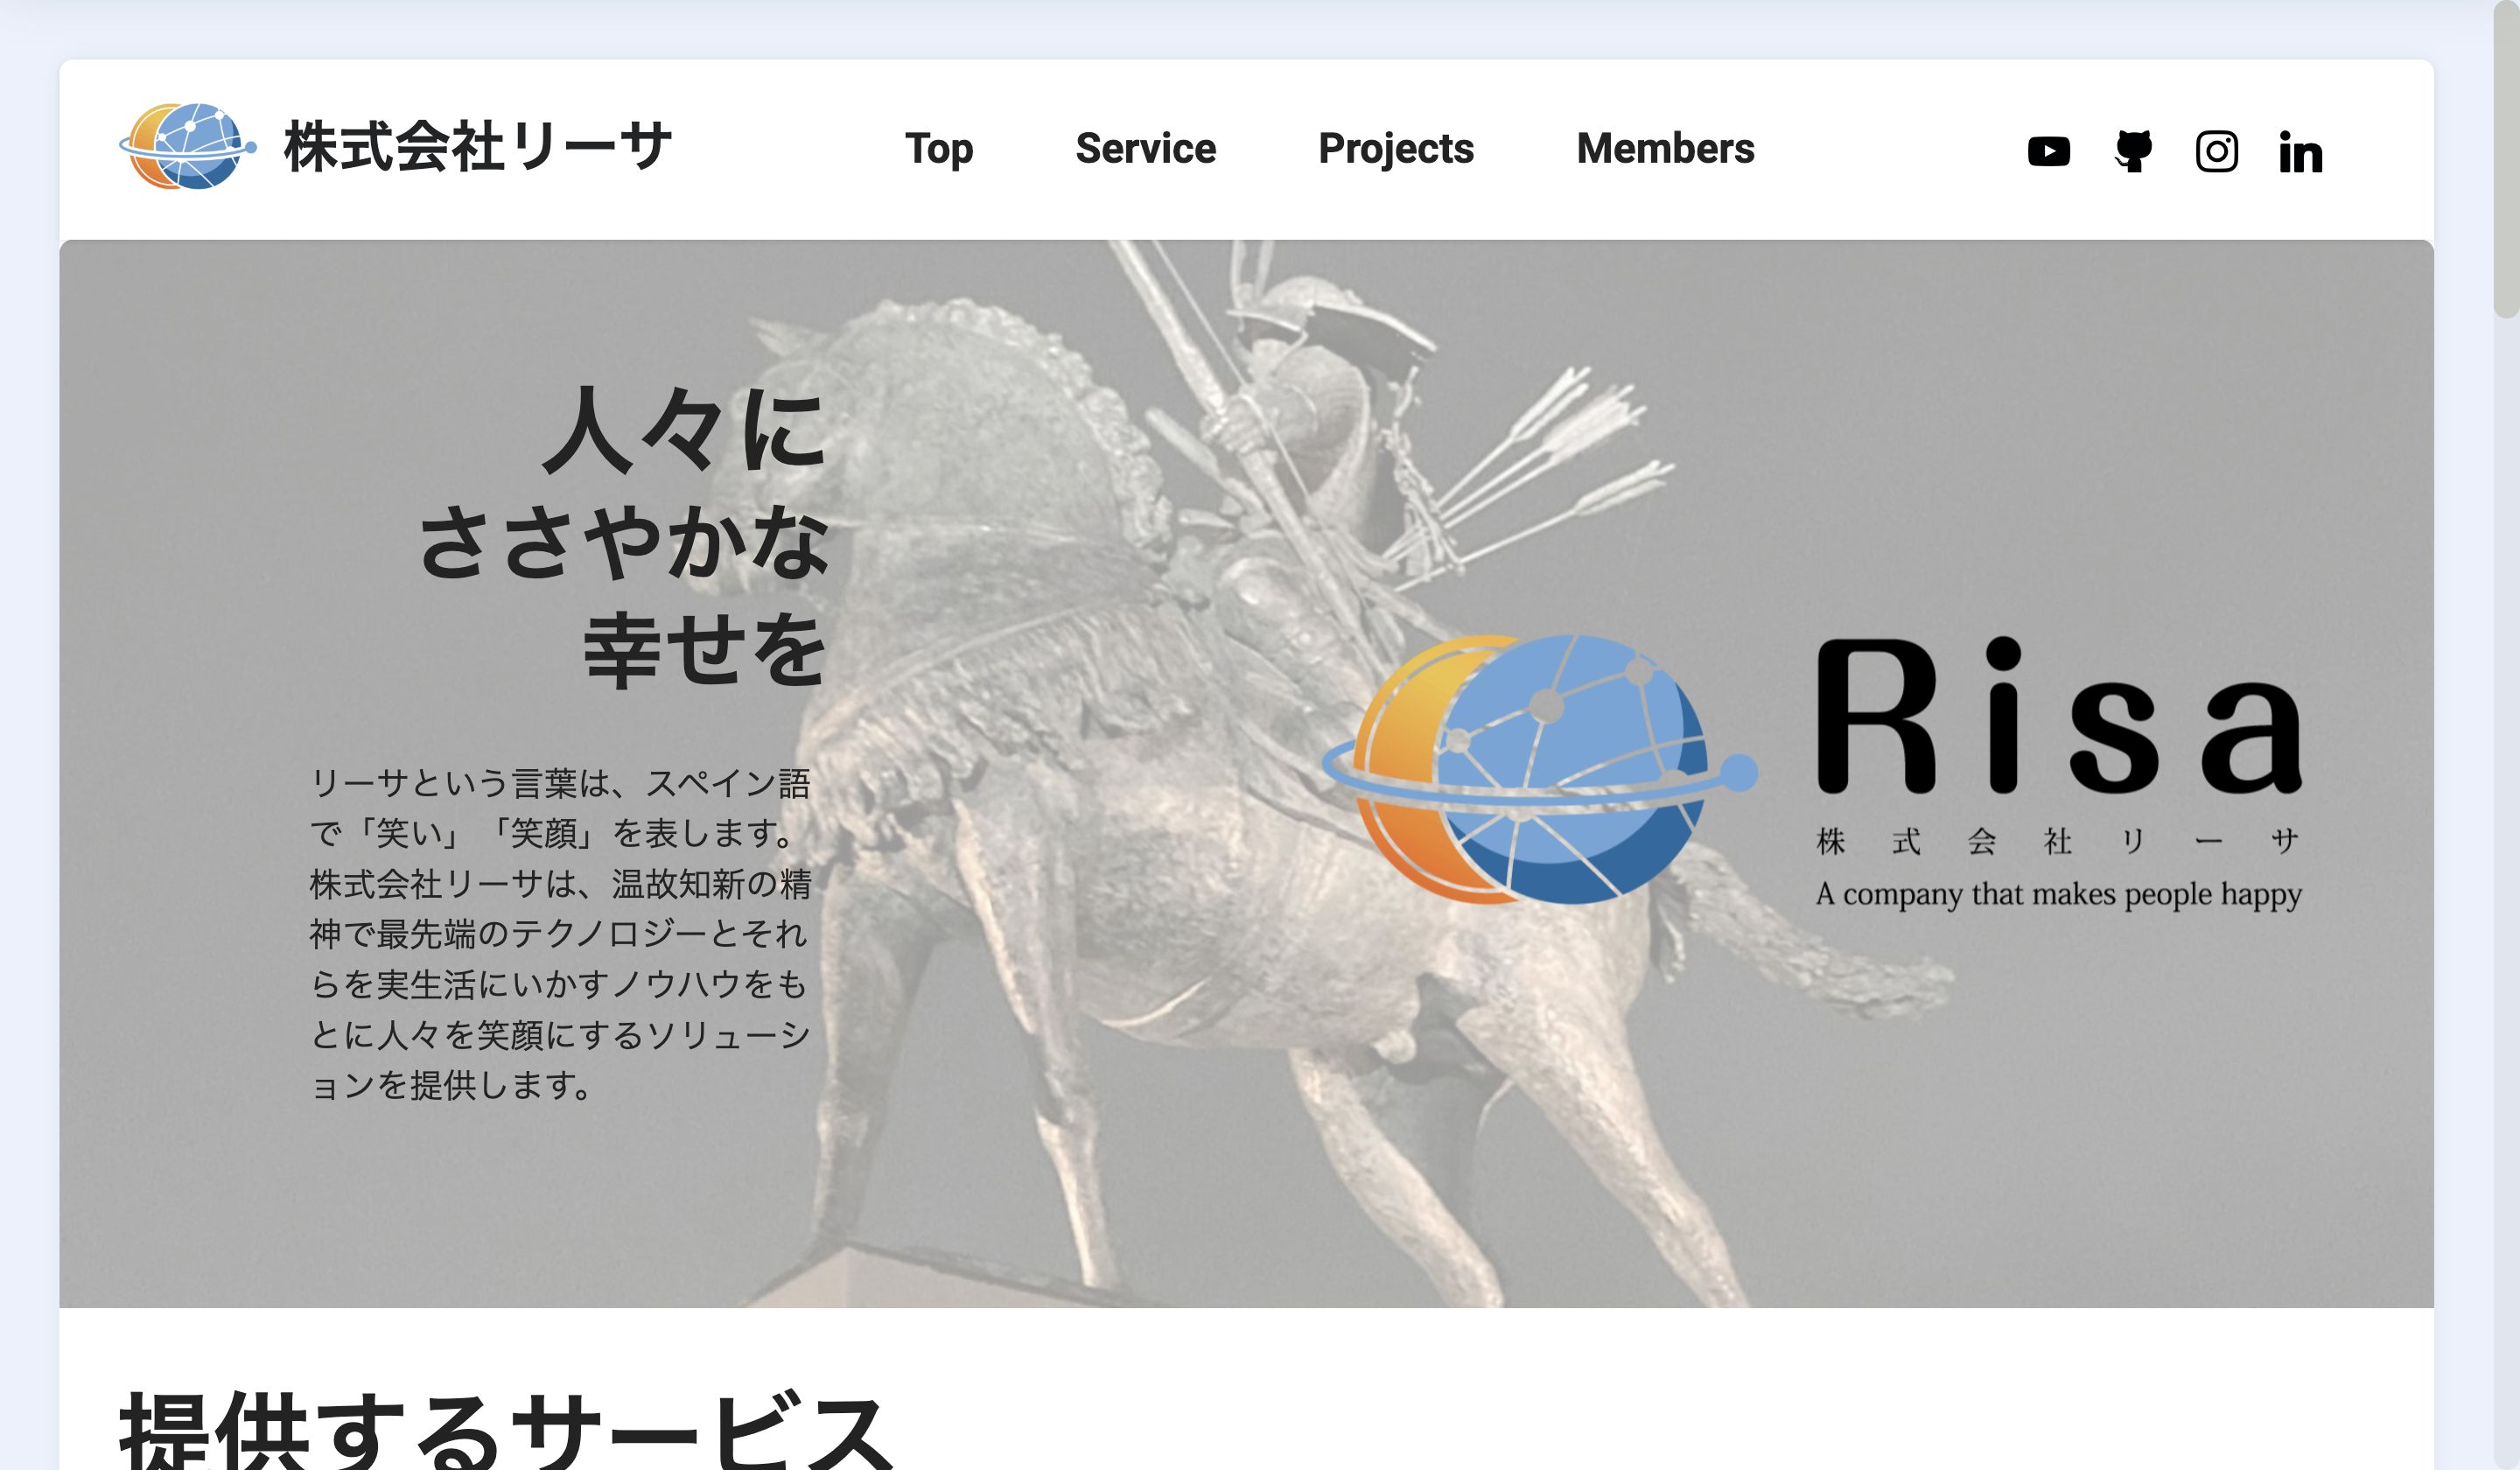 株式会社リーサ
Top
Service
Projects
Members
人々に
ささやかな
幸せを
リーサという言葉は、スペイン語
で「笑い」「笑顔」を表します。
株式会社リーサは、温故知新の精
神で最先端のテクノロジーとそれ
らを実生活にいかすノウハウをも
とに人々を笑顔にするソリューシ
ョンを提供します。
Risa
株式会社リーサ
A company that makes people happy
提供するサービス